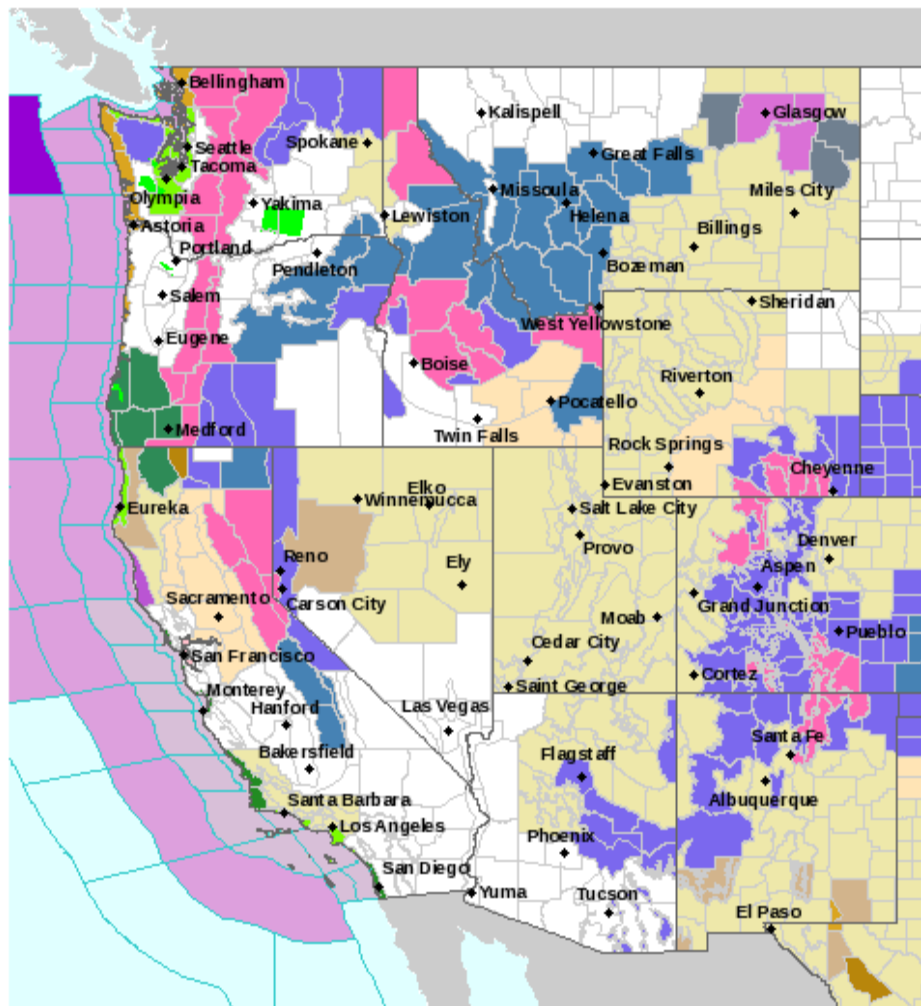 Bellingham
Kalispell
Glasgow
Seattle
Spokane
Great Falls
Tacoma
Missoula
Miles City
Olympia
Yakima
Helena
Lewiston
Astoria
Billings
Portland
Bozeman
Pendleton
Salem
Sheridan
West Yellowstone
Eugene
Boise
Riverton
Pocatello
Medford
Twin Falls
Rock Springs
Cheyenne
Elko
Evanston
Winnemucca
Eureka
Salt Lake City
Denver
Provo
Reno
Ely
Aspen
Sacramento
Carson City
Grand Junction
Moab
Pueblo
Cedar City
San Francisco
Cortez
Saint George
Monterey
Las Vegas
Hanford
Santa Fe
Bakersfield
Flagstaff
Albuquerque
Santa Barbara
Los Angeles
Phoenix
San Diego
Yuma
Tucson
El Paso